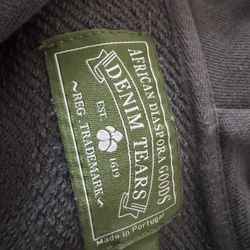 AFRICAN DIASPORA GOODS
DENIM TEARS
EST. 1619
~REG. TRADEMARK~
Made in Portugal